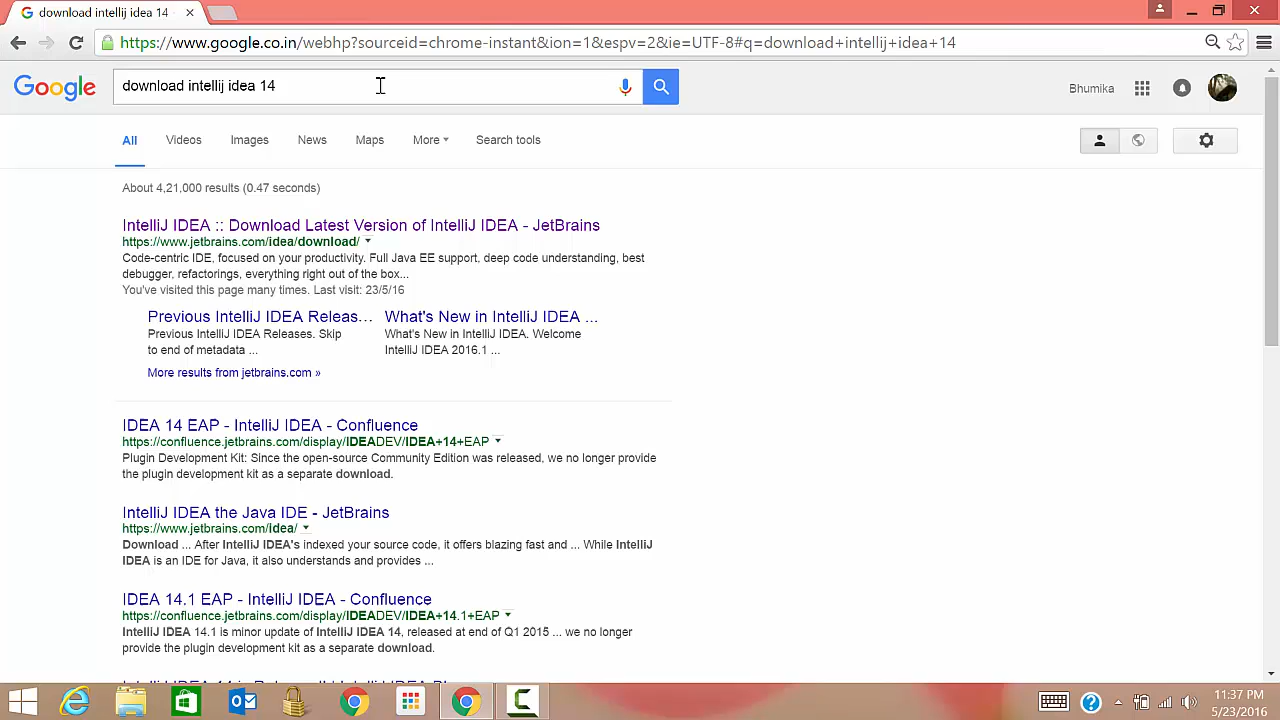 download intellij idea 14
https://www.google.co.in/webhp?sourceid=chrome-instant&ion=1&espv=2&ie=UTF-8#q=download+intellij+idea+14
Google
download intellij idea 14
Bhumika
All Videos Images News Maps More Search tools
About 4,21,000 results (0.47 seconds)
IntelliJ IDEA :: Download Latest Version of IntelliJ IDEA - JetBrains
https://www.jetbrains.com/idea/download/
Code-centric IDE, focused on your productivity. Full Java EE support, deep code understanding, best
debugger, refactorings, everything right out of the box...
You've visited this page many times. Last visit: 23/5/16
Previous IntelliJ IDEA Releas... What's New in IntelliJ IDEA ...
Previous IntelliJ IDEA Releases. Skip What's New in IntelliJ IDEA. Welcome
to end of metadata ... IntelliJ IDEA 2016.1 ...
More results from jetbrains.com »
IDEA 14 EAP - IntelliJ IDEA - Confluence
https://confluence.jetbrains.com/display/IDEADEV/IDEA+14+EAP
Plugin Development Kit: Since the open-source Community Edition was released, we no longer provide
the plugin development kit as a separate download.
IntelliJ IDEA the Java IDE - JetBrains
https://www.jetbrains.com/idea/
Download ... After IntelliJ IDEA's indexed your source code, it offers blazing fast and ... While IntelliJ
IDEA is an IDE for Java, it also understands and provides ...
IDEA 14.1 EAP - IntelliJ IDEA - Confluence
https://confluence.jetbrains.com/display/IDEADEV/IDEA+14.1+EAP
IntelliJ IDEA 14.1 is minor update of IntelliJ IDEA 14, released at end of Q1 2015 ... we no longer
provide the plugin development kit as a separate download.
11:37 PM
5/23/2016